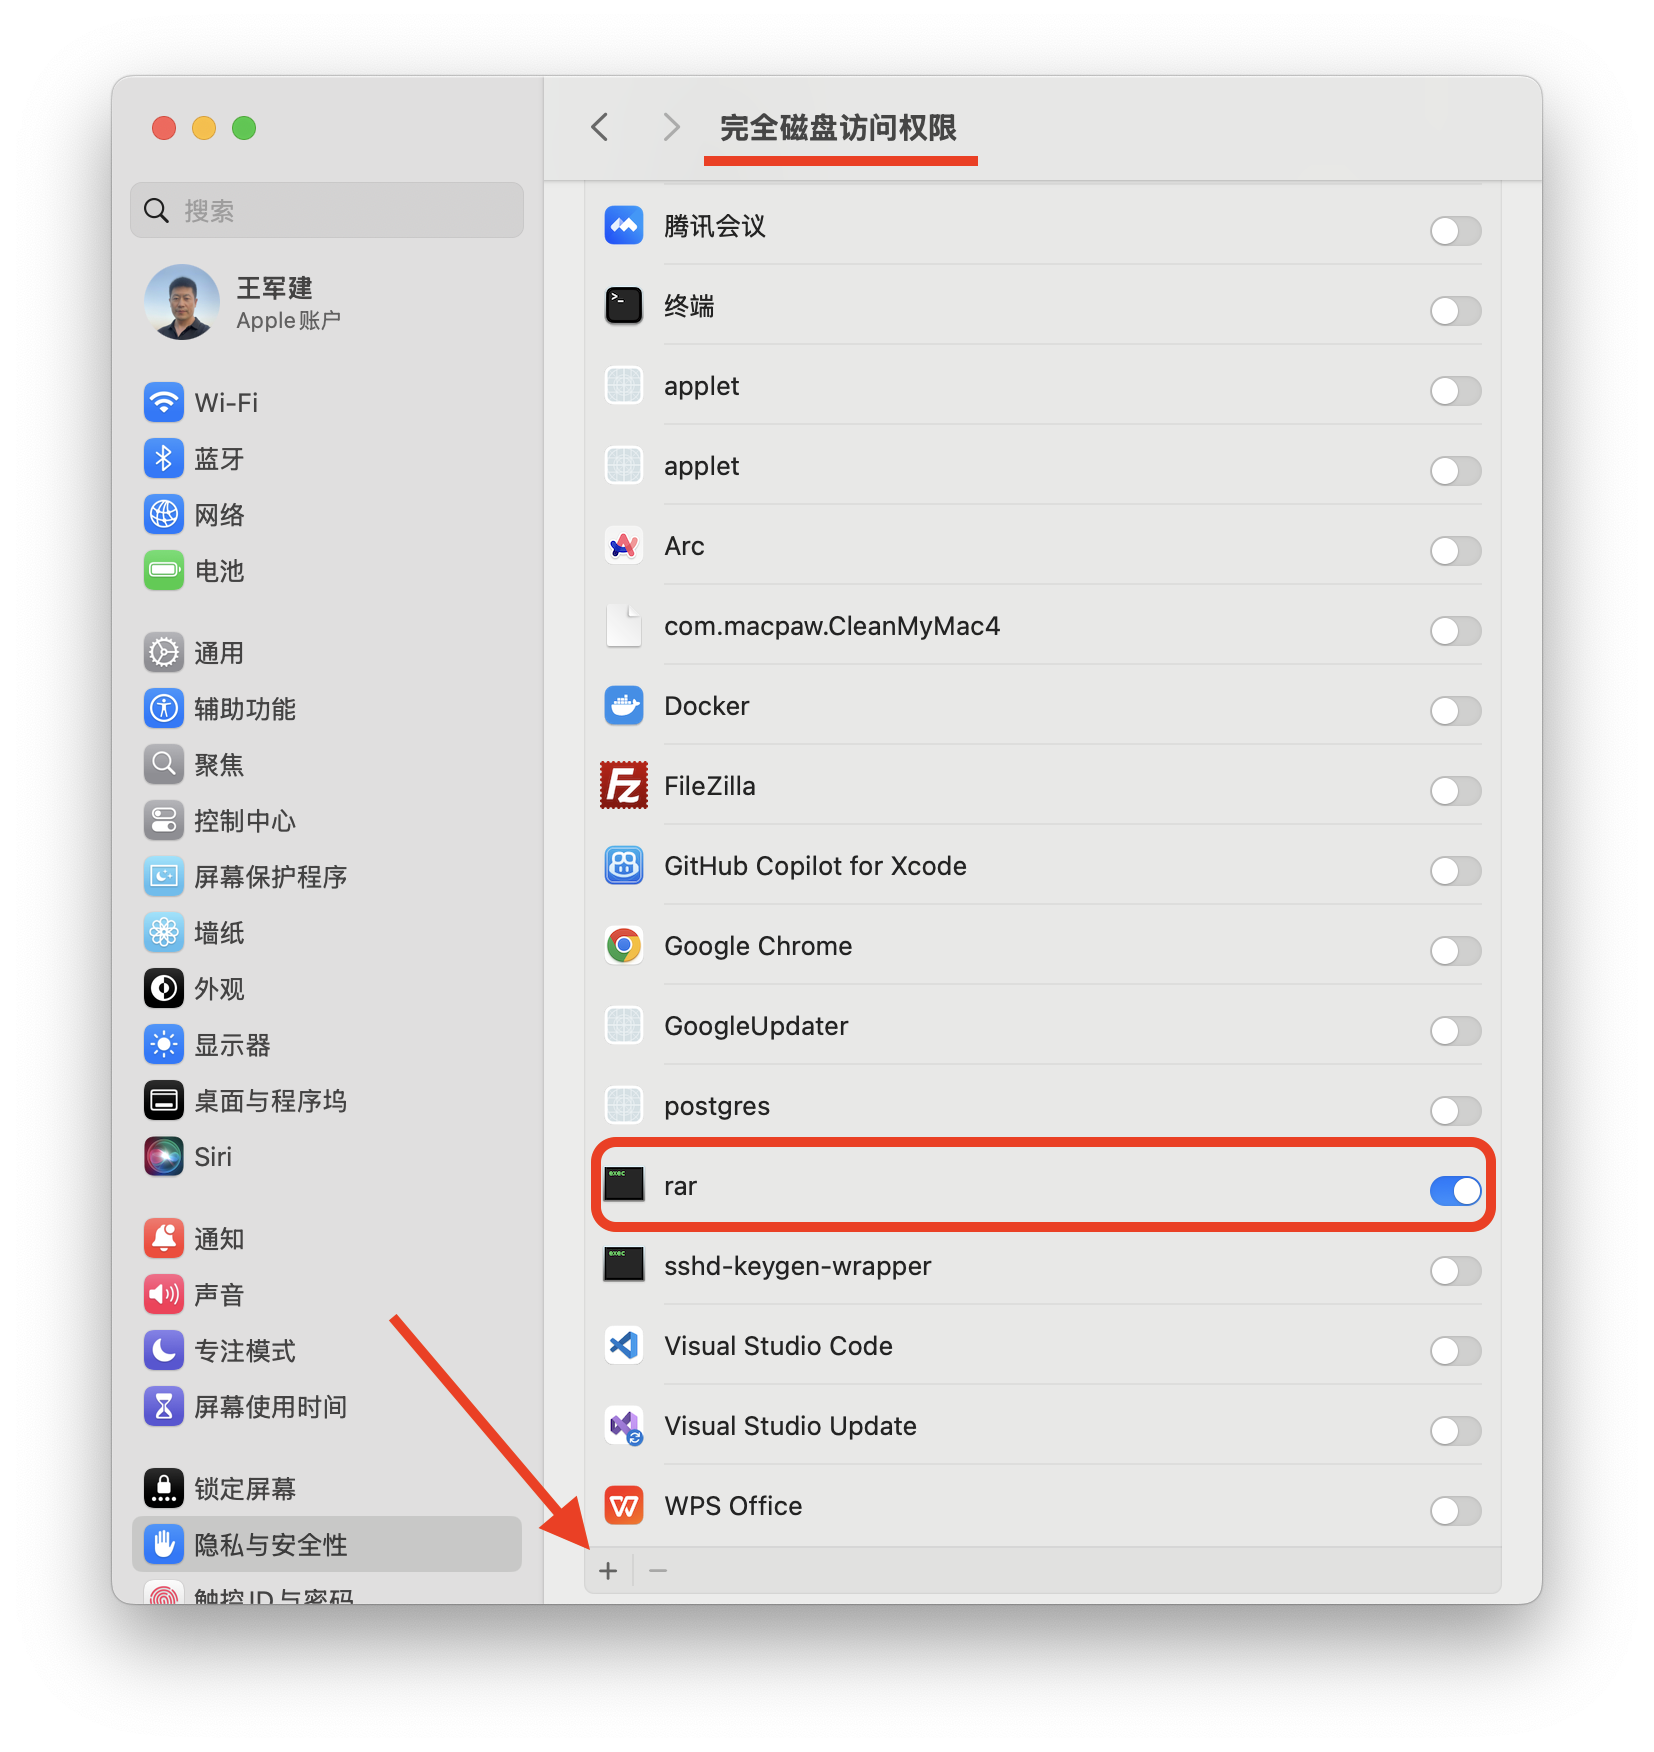 完全磁盘访问权限
搜索
王军建
Apple账户
Wi-Fi
蓝牙
网络
电池
通用
辅助功能
聚焦
控制中心
屏幕保护程序
墙纸
外观
显示器
桌面与程序坞
Siri
通知
声音
专注模式
屏幕使用时间
锁定屏幕
隐私与安全性
触控ID与密码
腾讯会议
终端
applet
applet
Arc
com.macpaw.CleanMyMac4
Docker
FileZilla
GitHub Copilot for Xcode
Google Chrome
GoogleUpdater
postgres
exec
rar
exec
sshd-keygen-wrapper
Visual Studio Code
Visual Studio Update
WPS Office